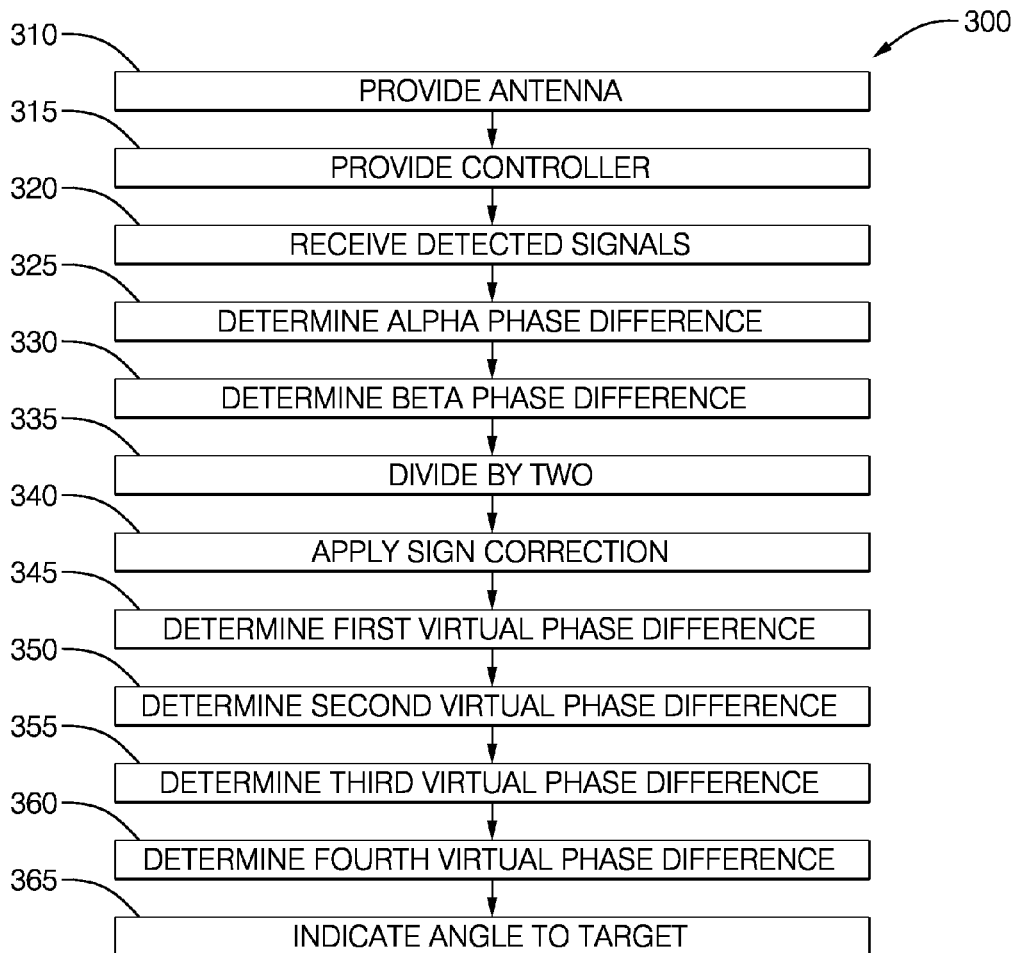 300
310
PROVIDE ANTENNA
315
PROVIDE CONTROLLER
320
RECEIVE DETECTED SIGNALS
325
DETERMINE ALPHA PHASE DIFFERENCE
330
DETERMINE BETA PHASE DIFFERENCE
335
DIVIDE BY TWO
340
APPLY SIGN CORRECTION
345
DETERMINE FIRST VIRTUAL PHASE DIFFERENCE
350
DETERMINE SECOND VIRTUAL PHASE DIFFERENCE
355
DETERMINE THIRD VIRTUAL PHASE DIFFERENCE
360
DETERMINE FOURTH VIRTUAL PHASE DIFFERENCE
365
INDICATE ANGLE TO TARGET